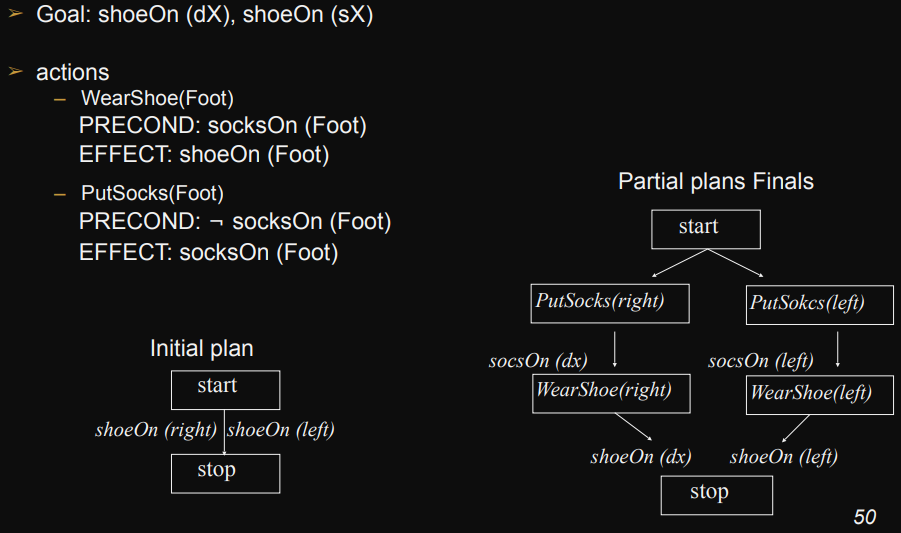 ➢ Goal: shoeOn (dX), shoeOn (sX)
➢ actions
– WearShoe(Foot)
PRECOND: socksOn (Foot)
EFFECT: shoeOn (Foot)
– PutSocks(Foot)
PRECOND: ¬ socksOn (Foot)
EFFECT: socksOn (Foot)
Initial plan
start
shoeOn (right) shoeOn (left)
stop
Partial plans Finals
start
PutSocks(right) PutSokcs(left)
socsOn (dx) socsOn (left)
WearShoe(right) WearShoe(left)
shoeOn (dx) shoeOn (left)
stop
50